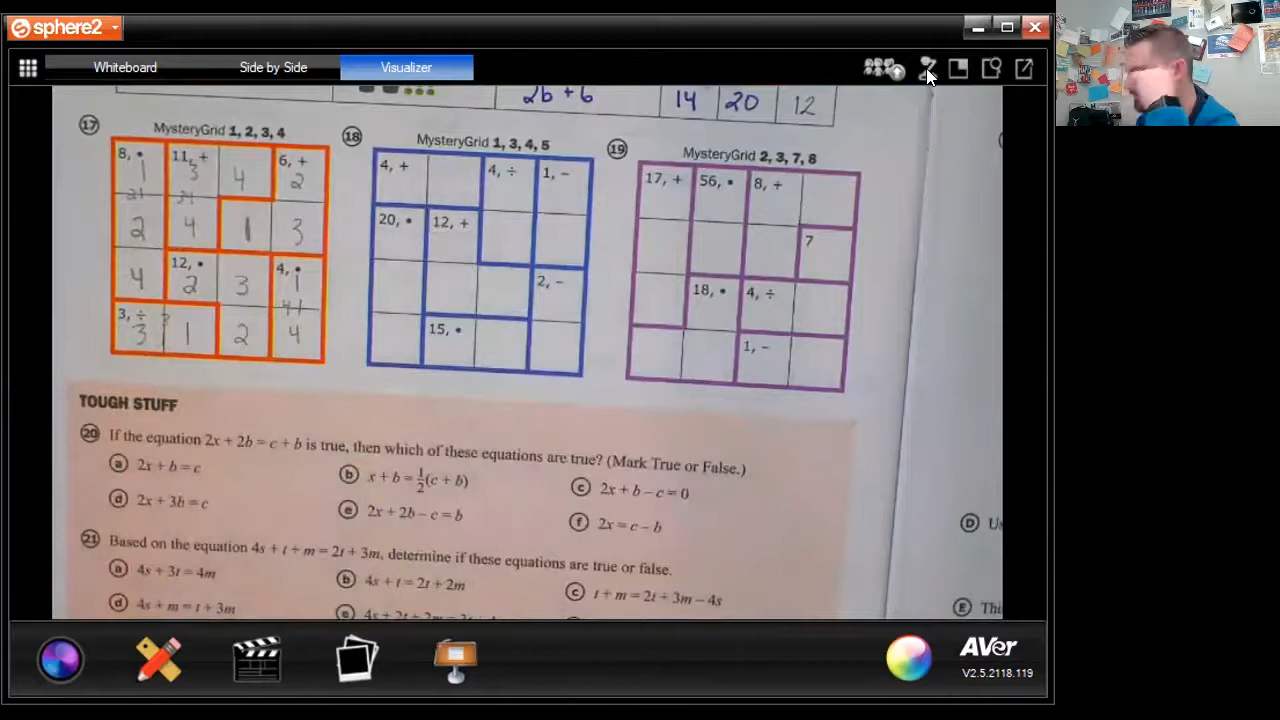 sphere2
Whiteboard
Side by Side
Visualizer
2b + 6
14
20
12
17
MysteryGrid 1, 2, 3, 4
8, •
11, +
6, +
1
3
4
2
21
34
2
4
1
3
12, •
4, •
4
2
3
1
41
3, ÷
3
1
2
4
18
MysteryGrid 1, 3, 4, 5
4, +
4, ÷
1, −
20, •
12, +
2, −
15, •
19
MysteryGrid 2, 3, 7, 8
17, +
56, •
8, +
7
18, •
4, ÷
1, −
TOUGH STUFF
20 If the equation 2x + 2b = c + b is true, then which of these equations are true? (Mark True or False.)
a 2x + b = c
b x + b = 1/2(c + b)
c 2x + b − c = 0
d 2x + 3b = c
e 2x + 2b − c = b
f 2x = c − b
21 Based on the equation 4s + t + m = 2t + 3m, determine if these equations are true or false.
a 4s + 3t = 4m
b 4s + t = 2t + 2m
c t + m = 2t + 3m − 4s
d 4s + m = t + 3m
e
D
E
AVer
V2.5.2118.119